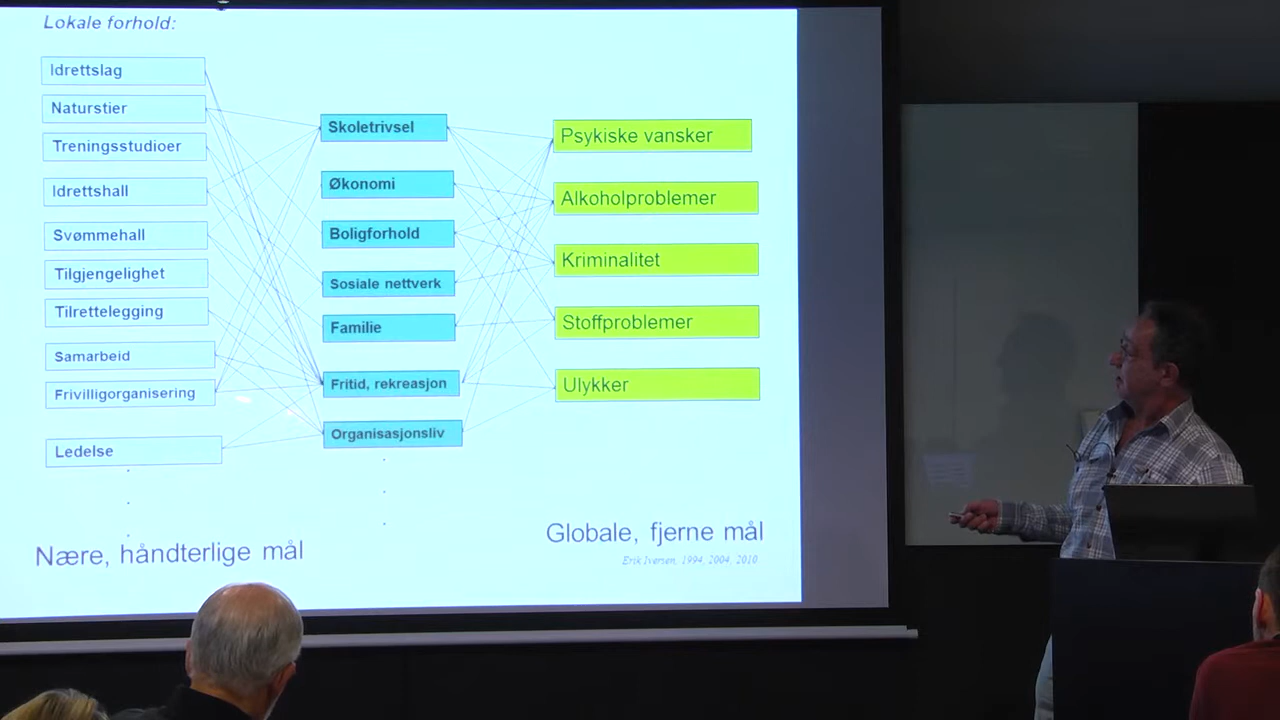 Lokale forhold:
Idrettslag
Naturstier
Treningsstudioer
Idrettshall
Svømmehall
Tilgjengelighet
Tilrettelegging
Samarbeid
Frivilligorganisering
Ledelse
Nære, håndterlige mål
Skoletrivsel
Økonomi
Boligforhold
Sosiale nettverk
Familie
Fritid, rekreasjon
Organisasjonsliv
Psykiske vansker
Alkoholproblemer
Kriminalitet
Stoffproblemer
Ulykker
Globale, fjerne mål
Erik Iversen, 1994, 2004, 2010